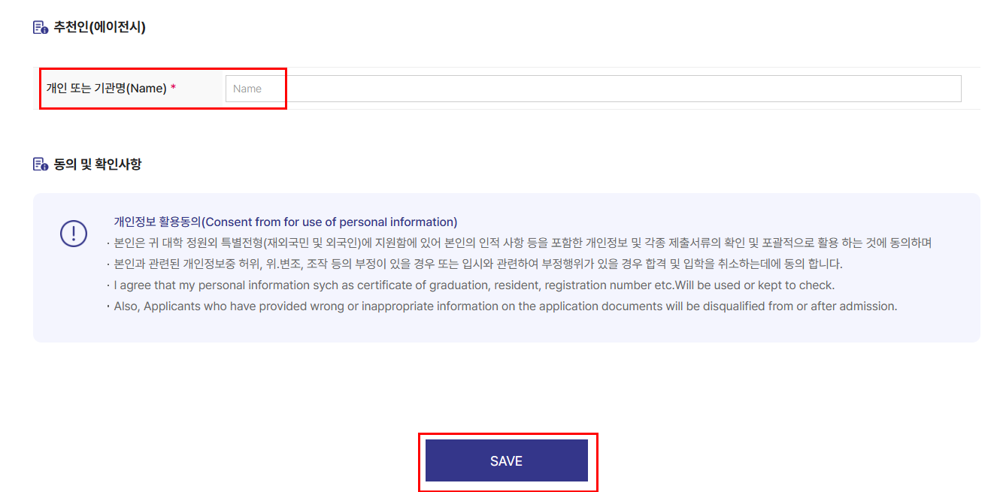 추천인(에이전시)
개인 또는 기관명(Name) *
Name
동의 및 확인사항
개인정보 활용동의(Consent from for use of personal information)
· 본인은 귀 대학 정원외 특별전형(재외국민 및 외국인)에 지원함에 있어 본인의 인적 사항 등을 포함한 개인정보 및 각종 제출서류의 확인 및 포괄적으로 활용 하는 것에 동의하며
· 본인과 관련된 개인정보중 허위, 위.변조, 조작 등의 부정이 있을 경우 또는 입시와 관련하여 부정행위가 있을 경우 합격 및 입학을 취소하는데에 동의 합니다.
· I agree that my personal information sych as certificate of graduation, resident, registration number etc.Will be used or kept to check.
· Also, Applicants who have provided wrong or inappropriate information on the application documents will be disqualified from or after admission.
SAVE